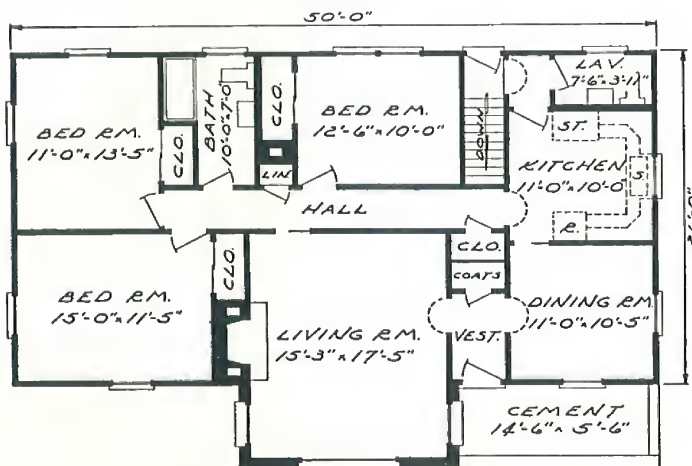 50'-0"
BED RM.
11'-0"x13'-5"
CLO.
BATH
10'-0"x7'-0"
CLO.
LIN
BED RM.
12'-6"x10'-0"
DOWN
LAV.
7'-6"x3'-11"
ST.
KITCHEN
11'-0"x10'-0"
S
R.
HALL
BED RM.
15'-0"x11'-5"
CLO.
LIVING RM.
15'-3"x17'-5"
CLO.
COATS
VEST.
DINING RM.
11'-0"x10'-5"
CEMENT
14'-6"x5'-6"